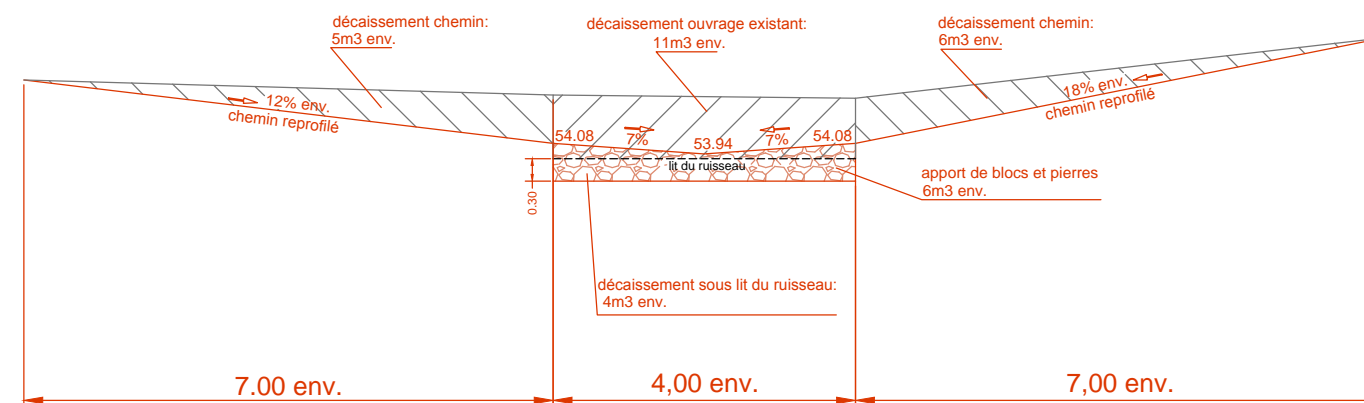 décaissement chemin:
5m3 env.
décaissement ouvrage existant:
11m3 env.
décaissement chemin:
6m3 env.
12% env.
chemin reprofilé
18% env.
chemin reprofilé
54.08
7%
53.94
7%
54.08
lit du ruisseau
0.30
apport de blocs et pierres
6m3 env.
décaissement sous lit du ruisseau:
4m3 env.
7.00 env.
4,00 env.
7,00 env.